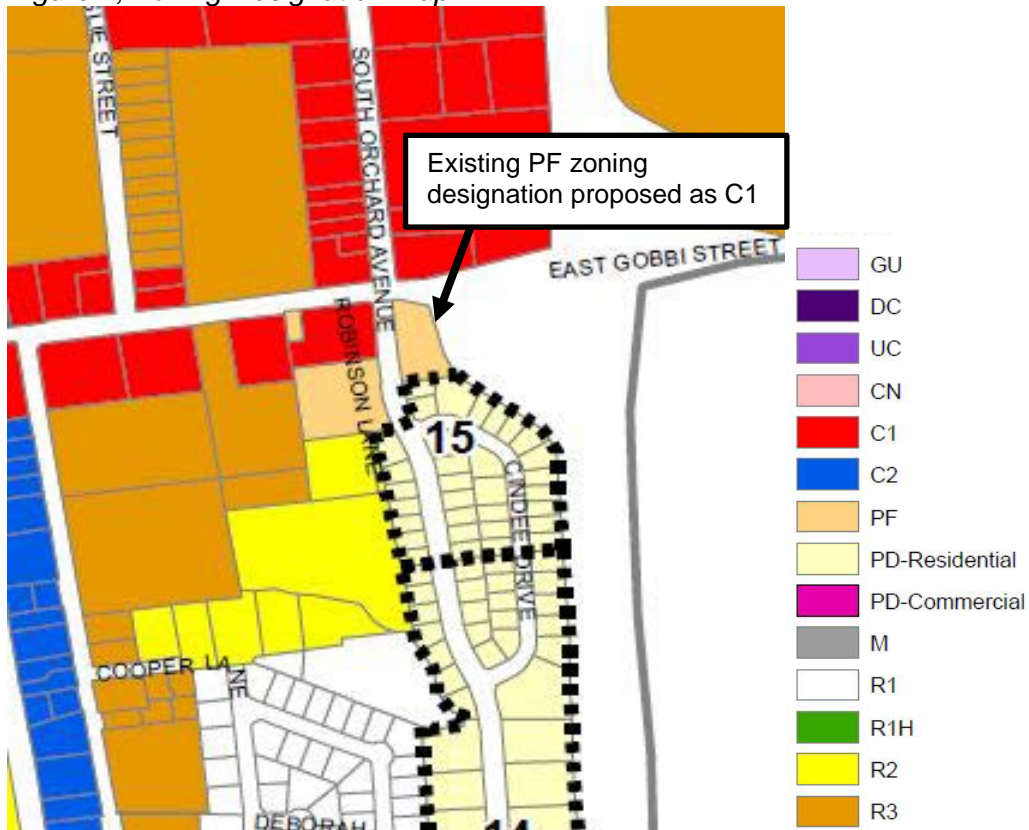 Existing PF zoning
designation proposed as C1
SOUTH ORCHARD AVENUE
STREET
EAST GOBBI STREET
ROBINSON LANE
15
CINDEE DRIVE
COOPER LANE
DEBORAH
GU
DC
UC
CN
C1
C2
PF
PD-Residential
PD-Commercial
M
R1
R1H
R2
R3